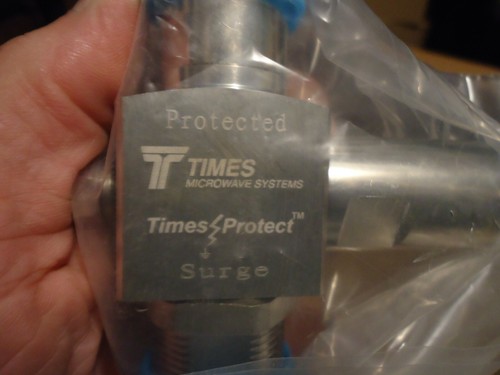 Protected
TIMES
MICROWAVE SYSTEMS
Times Protect™
Surge